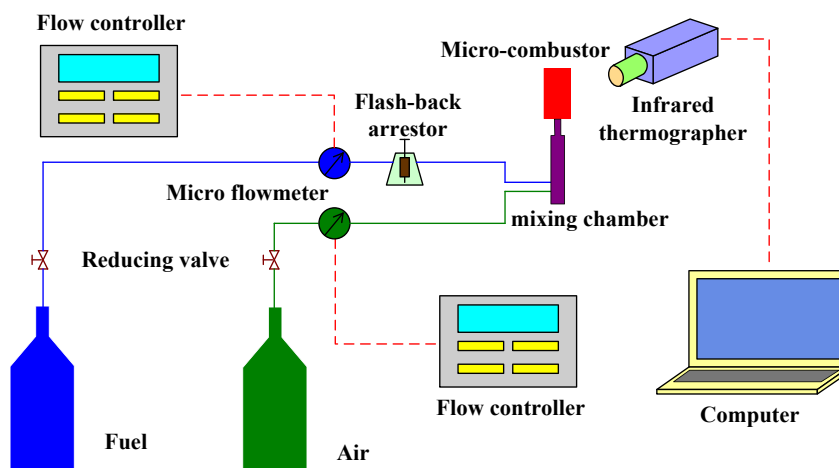 Flow controller
Micro-combustor
Infrared
thermographer
Flash-back
arrestor
Micro flowmeter
mixing chamber
Reducing valve
Flow controller
Computer
Fuel
Air